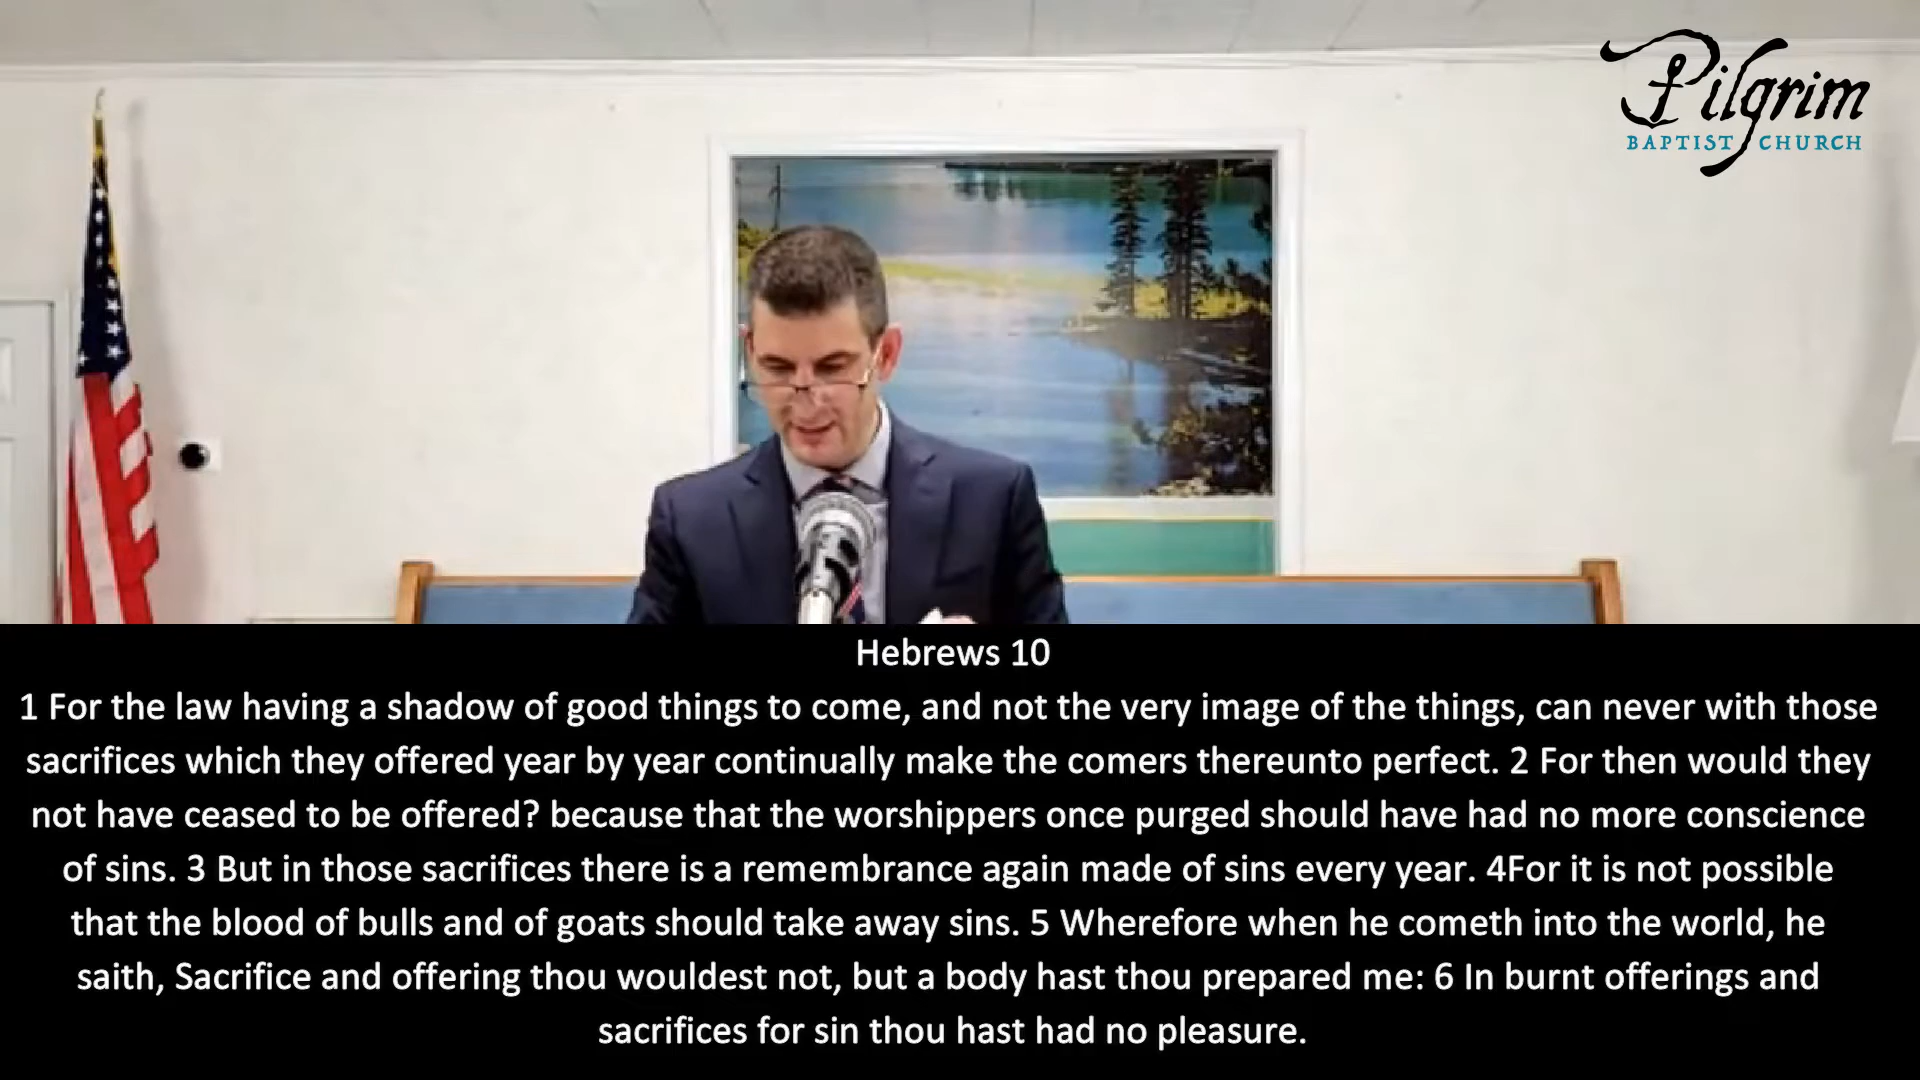 Pilgrim
BAPTIST CHURCH
Hebrews 10
1 For the law having a shadow of good things to come, and not the very image of the things, can never with those
sacrifices which they offered year by year continually make the comers thereunto perfect. 2 For then would they
not have ceased to be offered? because that the worshippers once purged should have had no more conscience
of sins. 3 But in those sacrifices there is a remembrance again made of sins every year. 4For it is not possible
that the blood of bulls and of goats should take away sins. 5 Wherefore when he cometh into the world, he
saith, Sacrifice and offering thou wouldest not, but a body hast thou prepared me: 6 In burnt offerings and
sacrifices for sin thou hast had no pleasure.